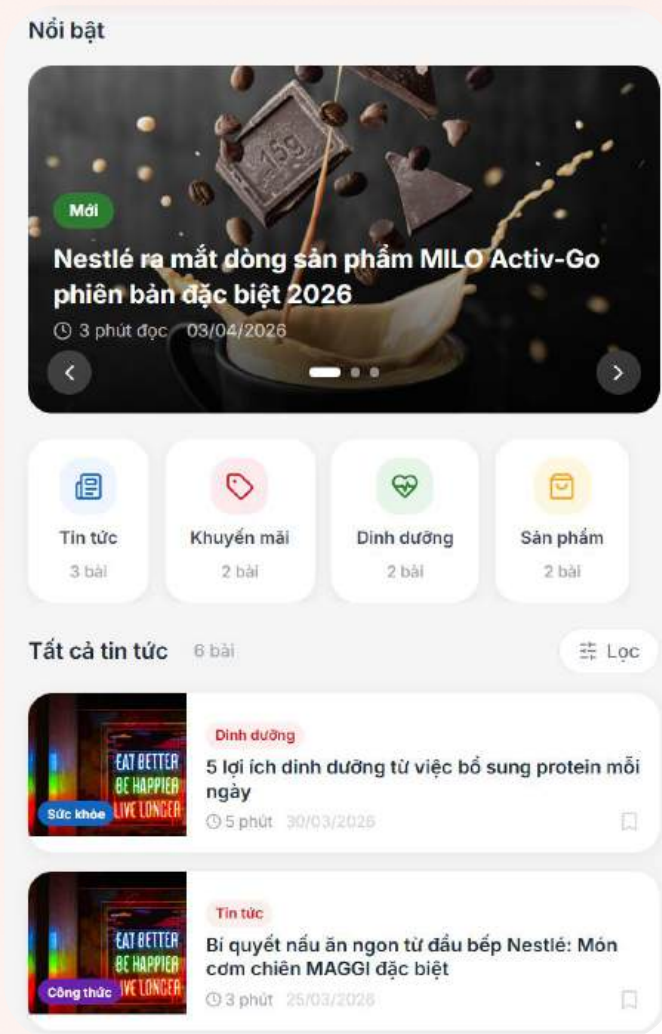 Nổi bật
15g
Mới
Nestlé ra mắt dòng sản phẩm MILO Activ-Go
phiên bản đặc biệt 2026
3 phút đọc 03/04/2026
Tin tức
3 bài
Khuyến mãi
2 bài
Dinh dưỡng
2 bài
Sản phẩm
2 bài
Tất cả tin tức 6 bài
Lọc
EAT BETTER
BE HAPPIER
LIVE LONGER
Sức khỏe
Dinh dưỡng
5 lợi ích dinh dưỡng từ việc bổ sung protein mỗi
ngày
5 phút 30/03/2026
EAT BETTER
BE HAPPIER
LIVE LONGER
Công thức
Tin tức
Bí quyết nấu ăn ngon từ đầu bếp Nestlé: Món
cơm chiên MAGGI đặc biệt
3 phút 25/03/2026